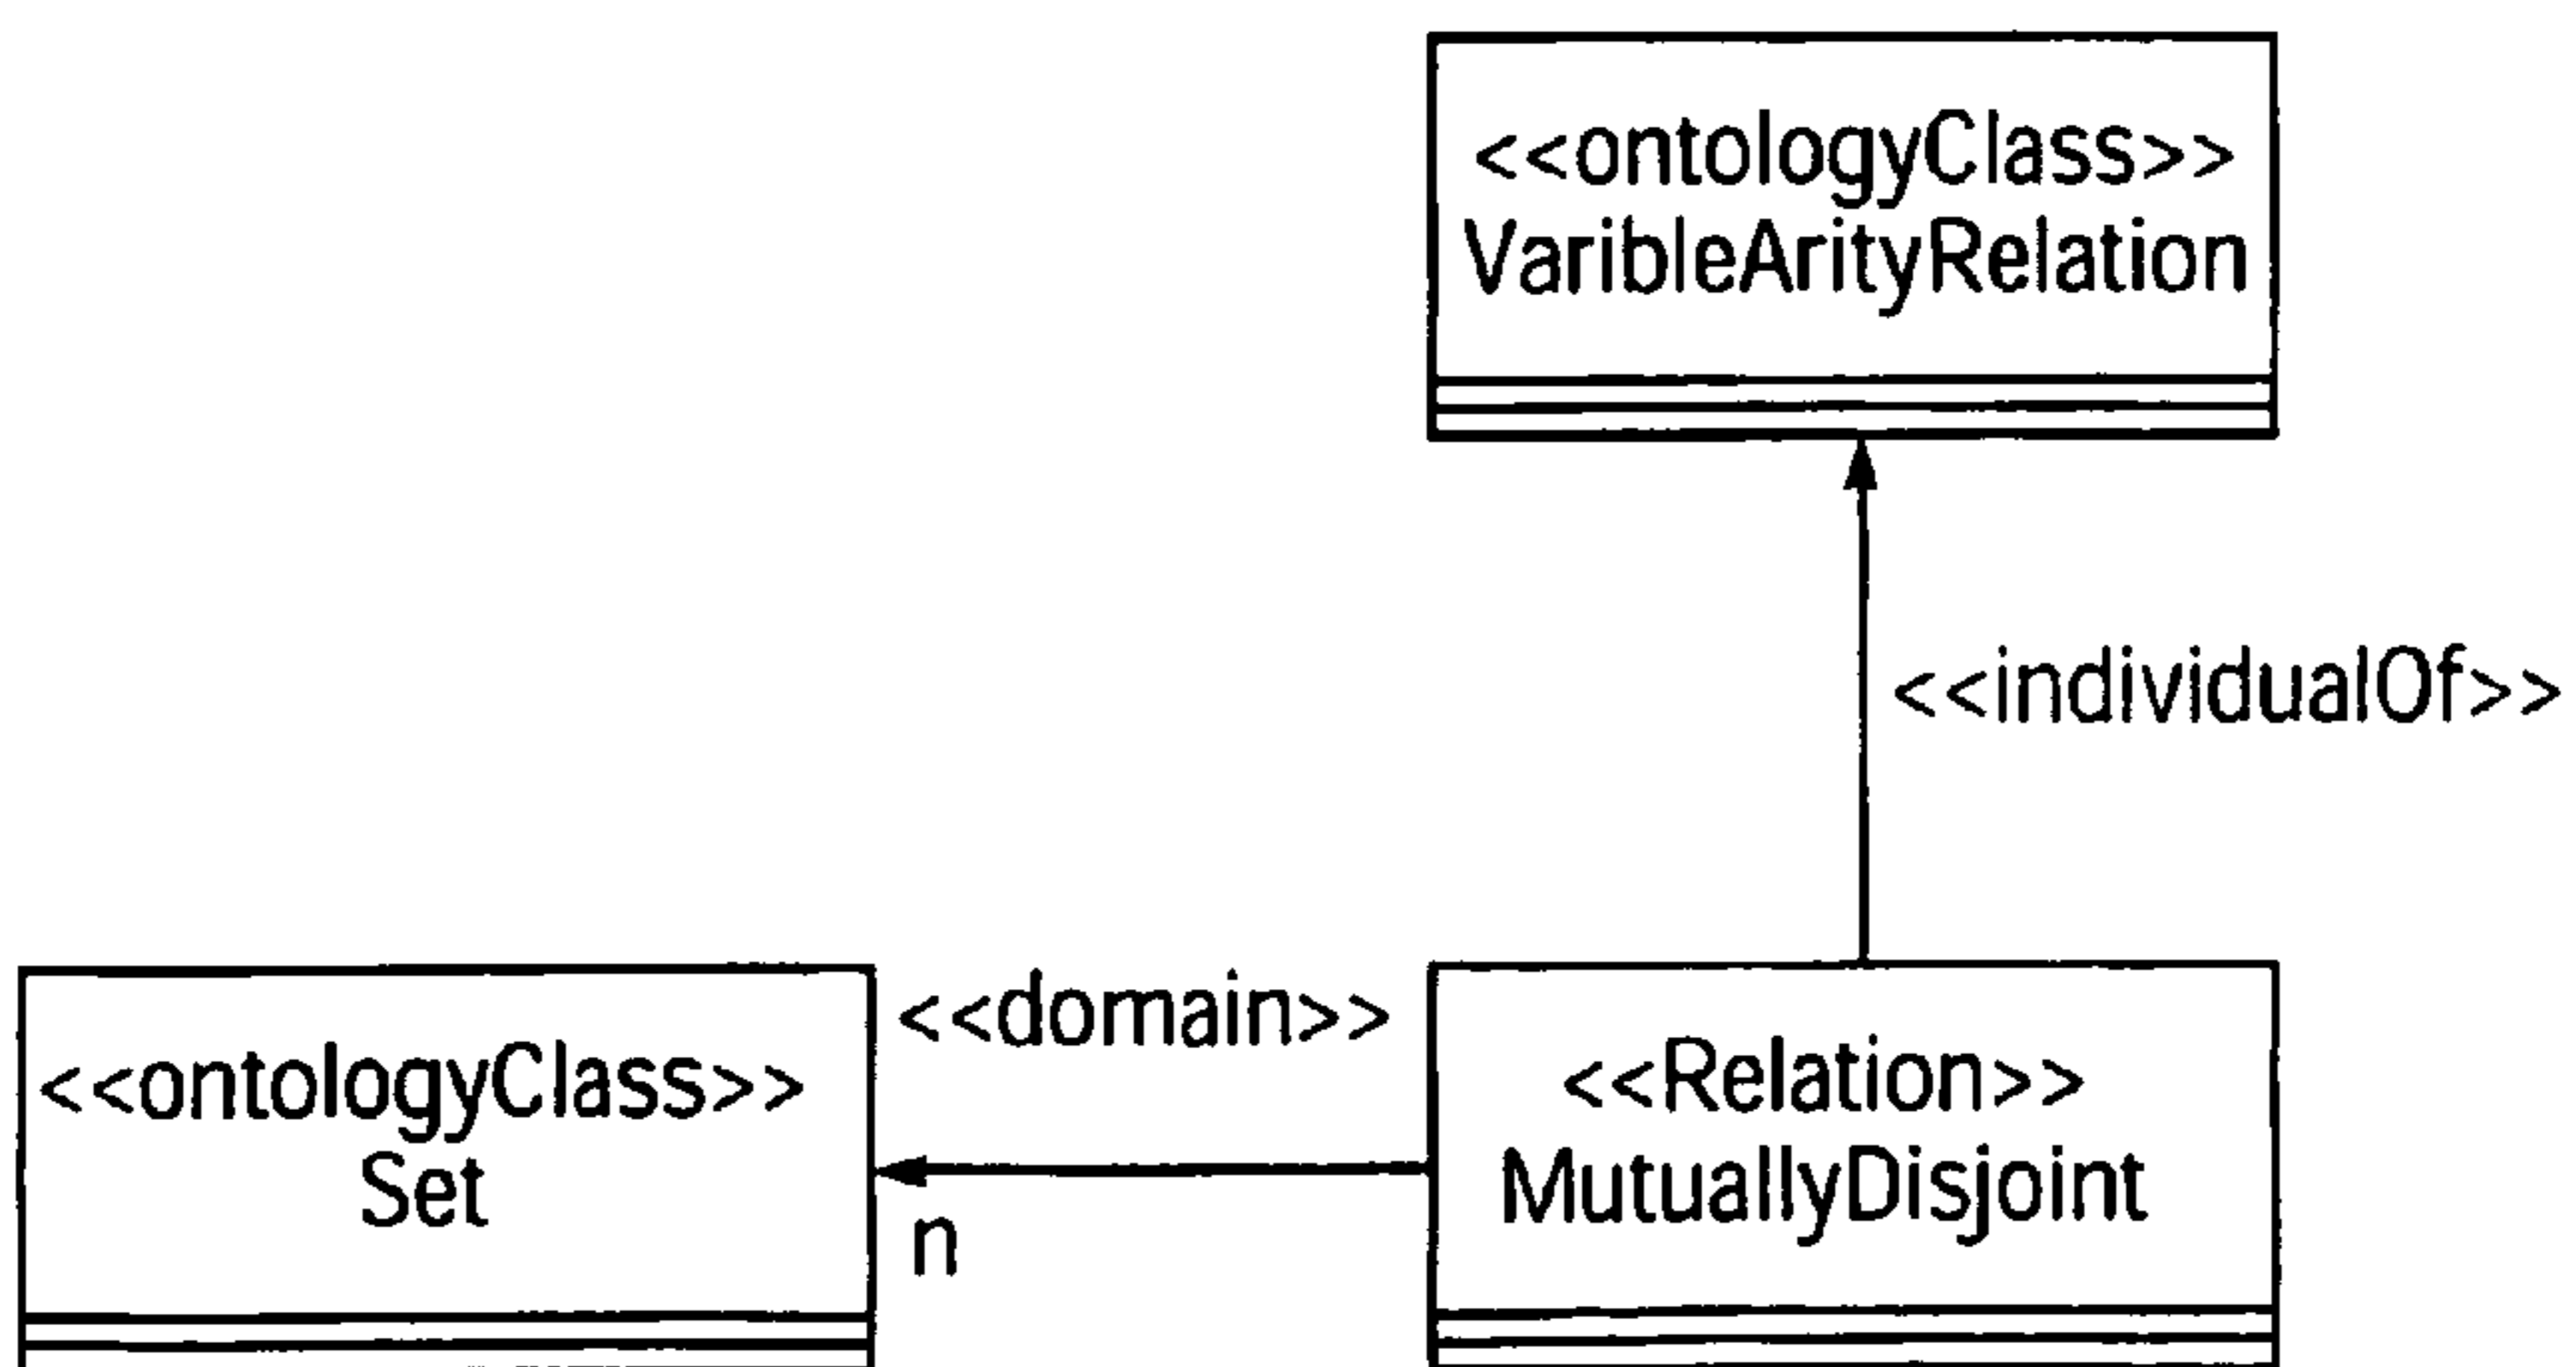 <<ontologyClass>>
VaribleArityRelation
<<individualOf>>
<<domain>>
<<ontologyClass>>
Set
n
<<Relation>>
MutuallyDisjoint